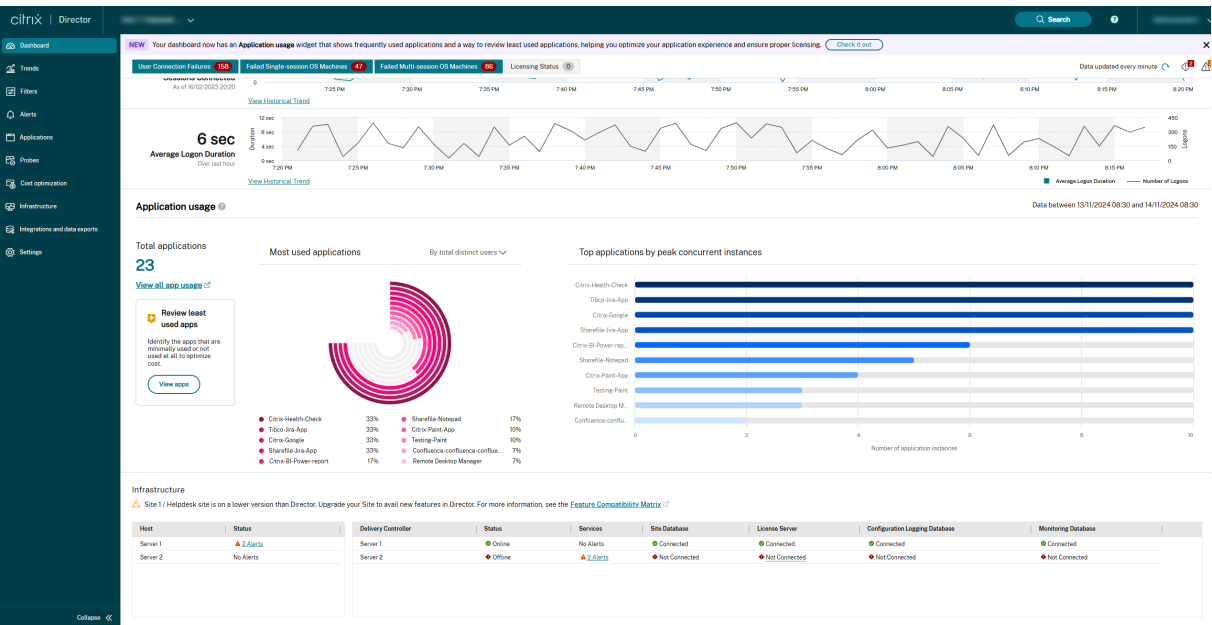 citrix | Director
Search
Dashboard
Trends
Filters
Alerts
Applications
Probes
Cost optimization
Infrastructure
Integrations and data exports
Settings
Collapse
NEW Your dashboard now has an Application usage widget that shows frequently used applications and a way to review least used applications, helping you optimize your application experience and ensure proper licensing. Check it out
User Connection Failures 158 Failed Single-session OS Machines 47 Failed Multi-session OS Machines 86 Licensing Status 0
Data updated every minute 2
Sessions Connected
As of 16/02/2023 20:20
0
7:25 PM 7:30 PM 7:35 PM 7:40 PM 7:45 PM 7:50 PM 7:55 PM 8:00 PM 8:05 PM 8:10 PM 8:15 PM 8:20 PM
View Historical Trend
6 sec
Average Logon Duration
Over last hour
Duration
12 sec
8 sec
4 sec
0 sec
450
300
150
0
Logons
7:20 PM 7:25 PM 7:30 PM 7:35 PM 7:40 PM 7:45 PM 7:50 PM 7:55 PM 8:00 PM 8:05 PM 8:10 PM 8:15 PM
View Historical Trend
Average Logon Duration Number of Logons
Application usage
Data between 13/11/2024 08:30 and 14/11/2024 08:30
Total applications
23
View all app usage
Review least
used apps
Identify the apps that are
minimally used or not
used at all to optimize
cost.
View apps
Most used applications
By total distinct users
Citrix-Health-Check 33%
Tibco-Jira-App 33%
Citrix-Google 33%
Sharefile-Jira-App 33%
Citrix-BI-Power-report 17%
Sharefile-Notepad 17%
Citrix-Paint-App 10%
Testing-Paint 10%
Confluence-confluence-conflue... 7%
Remote Desktop Manager 7%
Top applications by peak concurrent instances
Citrix-Health-Check
Tibco-Jira-App
Citrix-Google
Sharefile-Jira-App
Citrix-BI-Power-rep...
Sharefile-Notepad
Citrix-Paint-App
Testing-Paint
Remote Desktop M...
Confluence-conflu...
0 2 4 6 8 10
Number of application instances
Infrastructure
Site 1 / Helpdesk site is on a lower version than Director. Upgrade your Site to avail new features in Director. For more information, see the Feature Compatibility Matrix
Host Status
Server 1 2 Alerts
Server 2 No Alerts
Delivery Controller Status Services Site Database License Server Configuration Logging Database Monitoring Database
Server 1 Online No Alerts Connected Connected Connected Connected
Server 2 Offline 2 Alerts Not Connected Not Connected Not Connected Not Connected